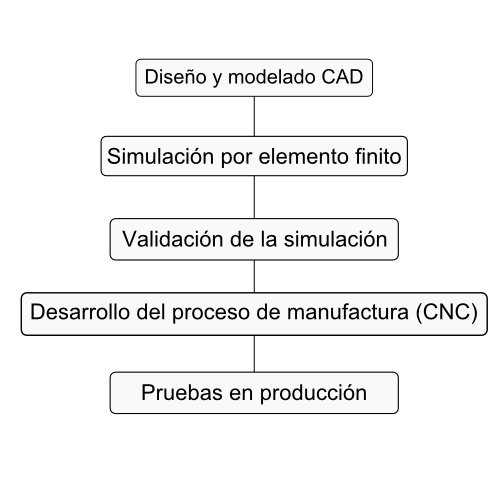 Diseño y modelado CAD
Simulación por elemento finito
Validación de la simulación
Desarrollo del proceso de manufactura (CNC)
Pruebas en producción